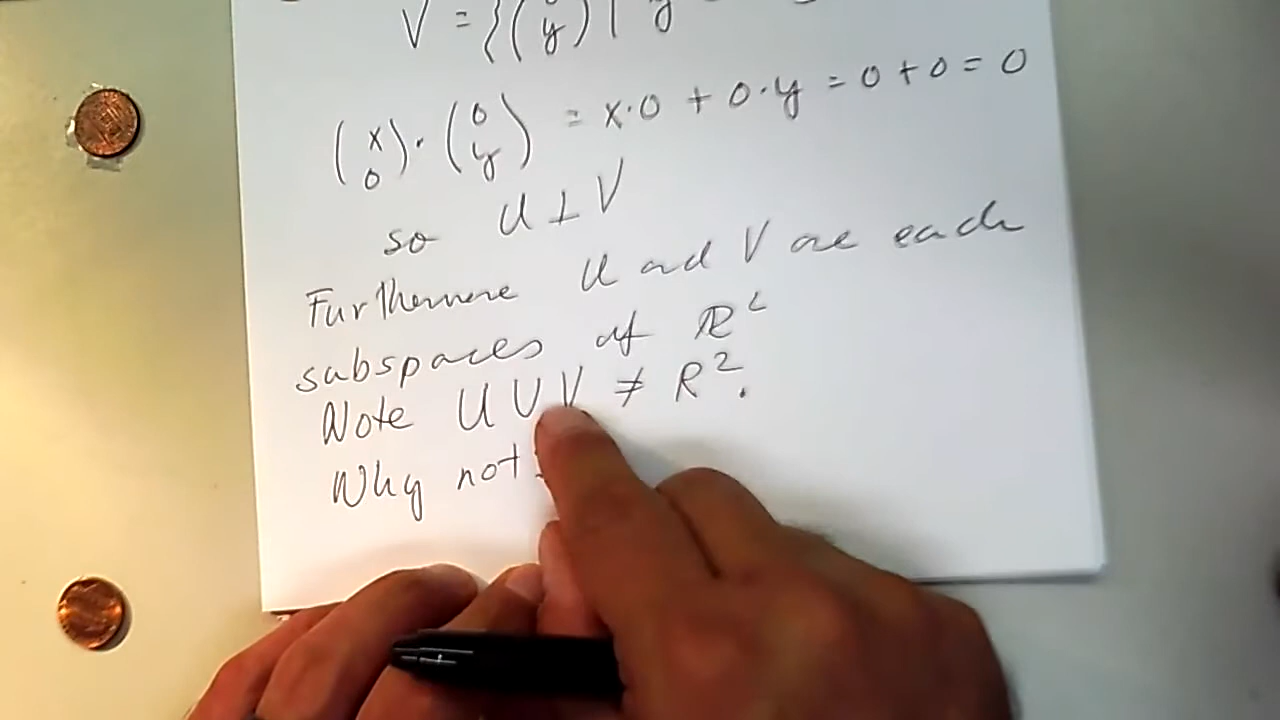 V = {( y ) | y
(x 0) · (0 y) = x·0 + 0·y = 0 + 0 = 0
so U ⊥ V
Furthermore U and V are each
subspaces of ℝ²
Note U ∪ V ≠ R².
Why not